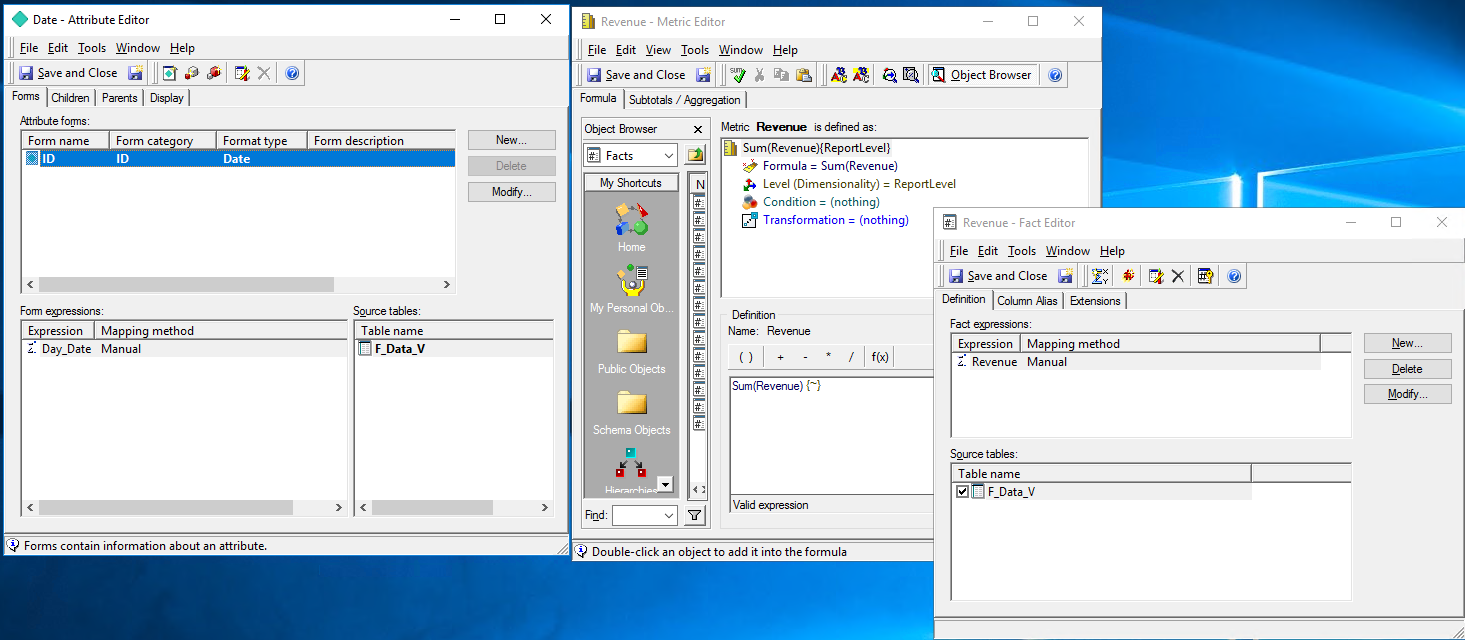 Date - Attribute Editor
File Edit Tools Window Help
Save and Close
Forms Children Parents Display
Attribute forms:
Form name Form category Format type Form description
ID ID Date
New...
Delete
Modify...
Form expressions:
Expression Mapping method
Day_Date Manual
Source tables:
Table name
F_Data_V
Forms contain information about an attribute.
Revenue - Metric Editor
File Edit View Tools Window Help
Save and Close
Object Browser
Formula Subtotals / Aggregation
Object Browser
Facts
My Shortcuts
N
Home
My Personal Ob...
Public Objects
Schema Objects
Hierarchies
Find:
Metric Revenue is defined as:
Sum(Revenue){ReportLevel}
Formula = Sum(Revenue)
Level (Dimensionality) = ReportLevel
Condition = (nothing)
Transformation = (nothing)
Definition
Name: Revenue
( ) + - * / f(x)
Sum(Revenue) {~}
Valid expression
Double-click an object to add it into the formula
Revenue - Fact Editor
File Edit Tools Window Help
Save and Close
Definition Column Alias Extensions
Fact expressions:
Expression Mapping method
Revenue Manual
New...
Delete
Modify...
Source tables:
Table name
F_Data_V